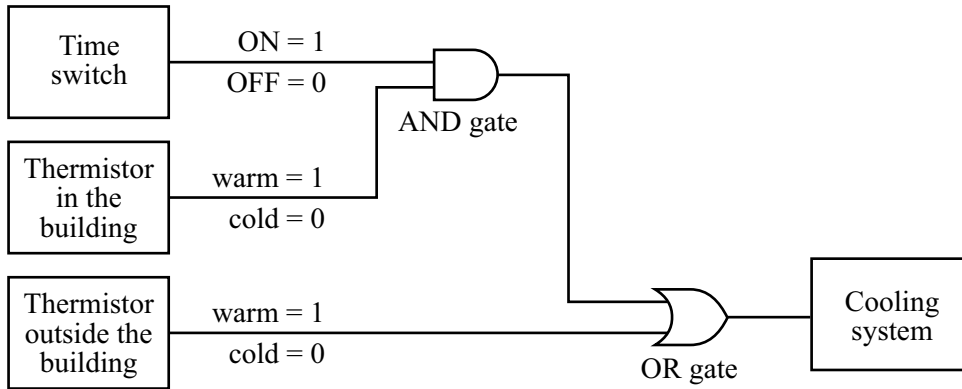 Time
switch
ON = 1
OFF = 0
AND gate
Thermistor
in the
building
warm = 1
cold = 0
Thermistor
outside the
building
warm = 1
cold = 0
OR gate
Cooling
system